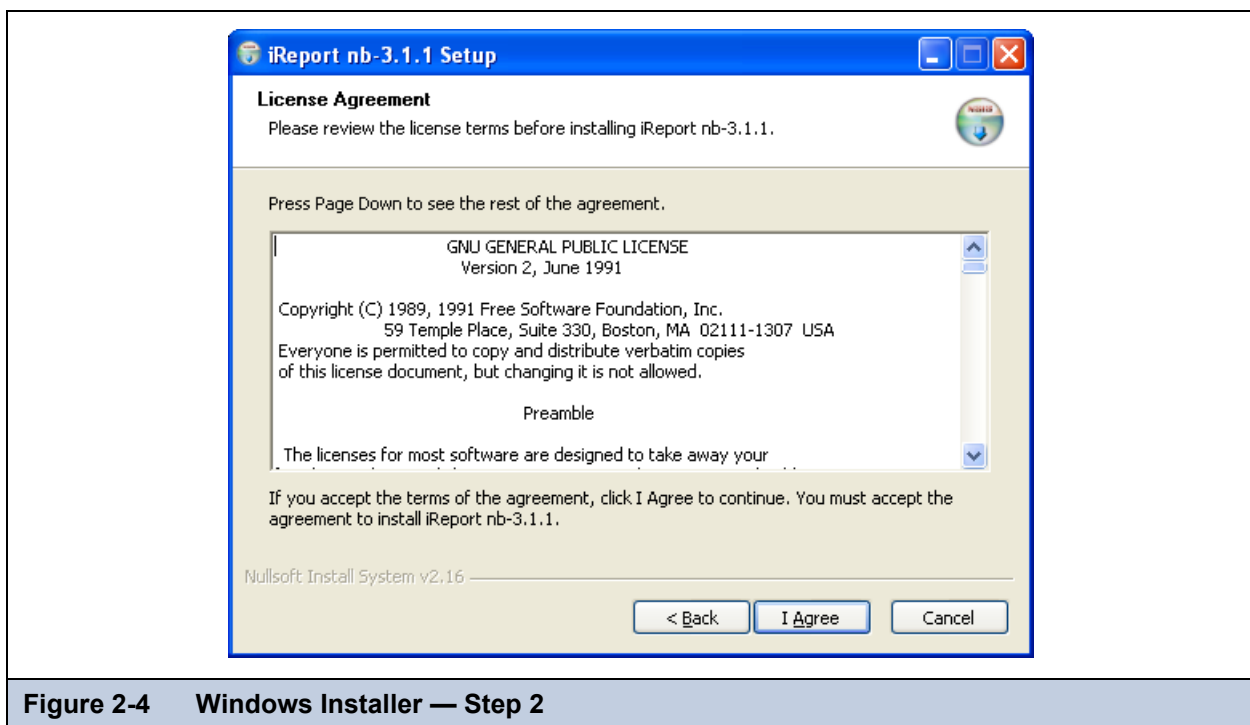 iReport nb-3.1.1 Setup
License Agreement
Please review the license terms before installing iReport nb-3.1.1.
Press Page Down to see the rest of the agreement.
GNU GENERAL PUBLIC LICENSE
Version 2, June 1991
Copyright (C) 1989, 1991 Free Software Foundation, Inc.
59 Temple Place, Suite 330, Boston, MA 02111-1307 USA
Everyone is permitted to copy and distribute verbatim copies
of this license document, but changing it is not allowed.
Preamble
The licenses for most software are designed to take away your
If you accept the terms of the agreement, click I Agree to continue. You must accept the
agreement to install iReport nb-3.1.1.
Nullsoft Install System v2.16
< Back I Agree Cancel
Figure 2-4 Windows Installer — Step 2